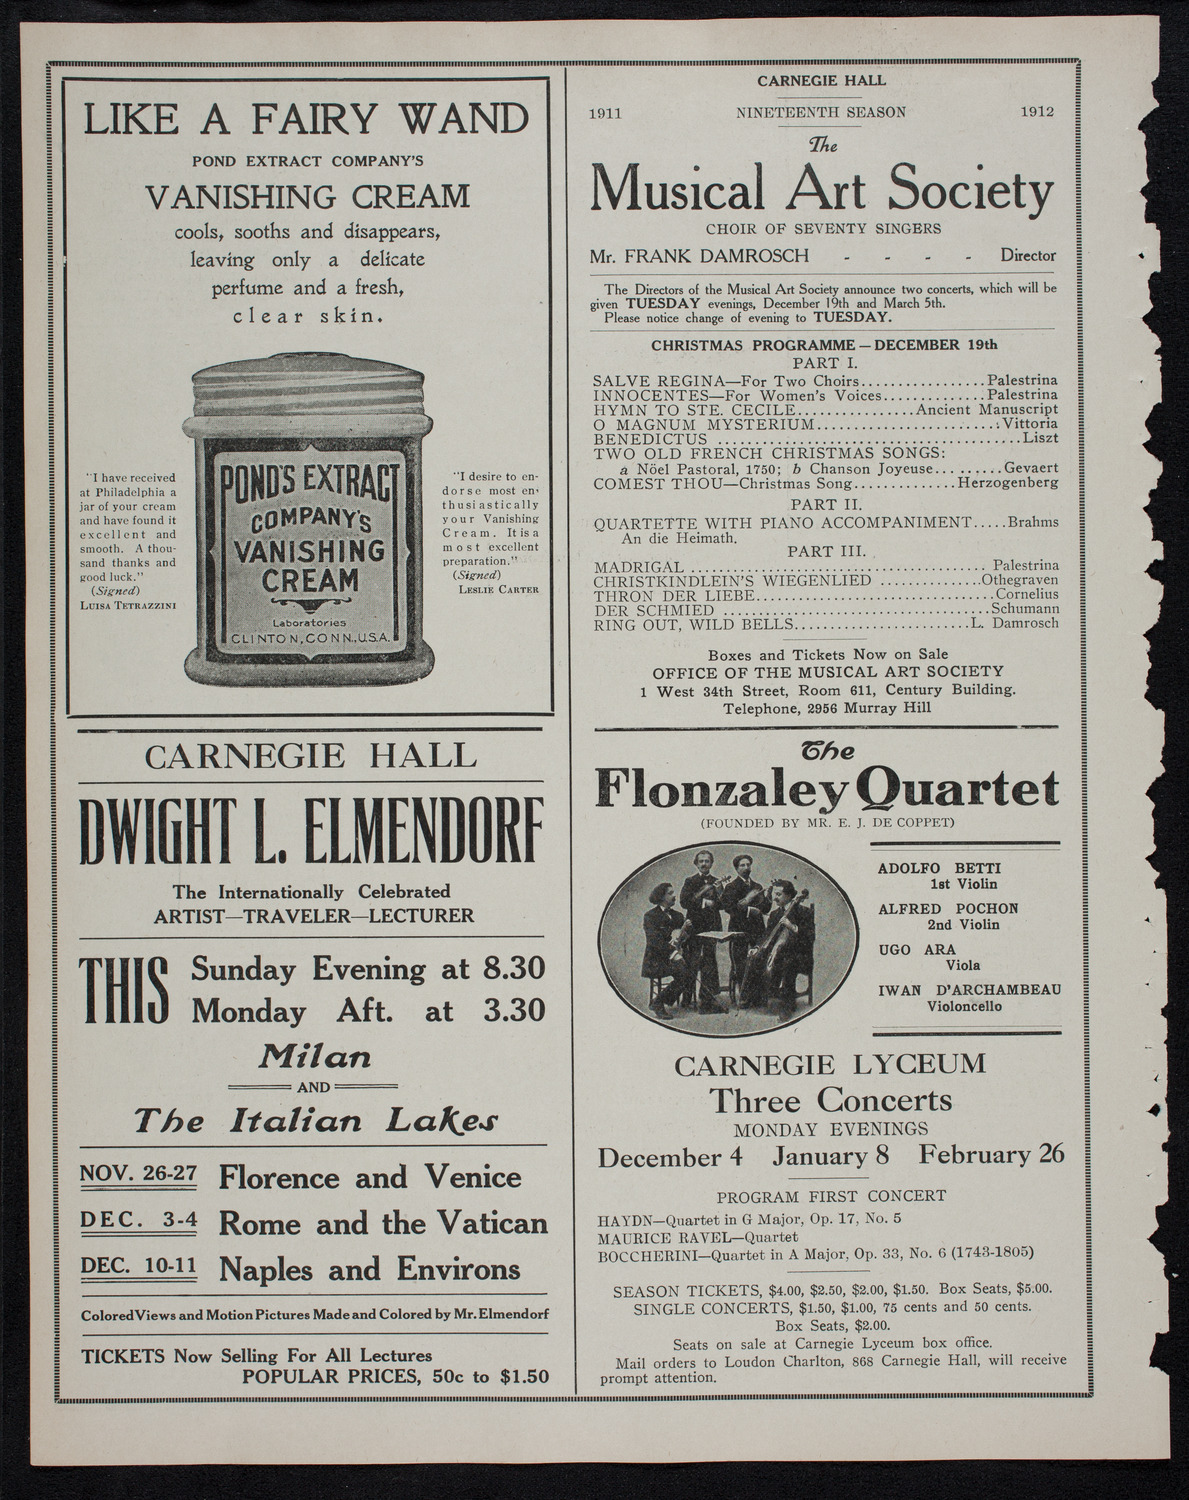 LIKE A FAIRY WAND
POND EXTRACT COMPANY'S
VANISHING CREAM
cools, sooths and disappears,
leaving only a delicate
perfume and a fresh,
clear skin.
"I have received
at Philadelphia a
jar of your cream
and have found it
excellent and
smooth. A thou-
sand thanks and
good luck."
(Signed)
LUISA TETRAZZINI
POND'S EXTRACT
COMPANY'S
VANISHING
CREAM
Laboratories
CLINTON, CONN., U.S.A.
"I desire to en-
dorse most en-
thusiastically
your Vanishing
Cream. It is a
most excellent
preparation."
(Signed)
LESLIE CARTER
CARNEGIE HALL
DWIGHT L. ELMENDORF
The Internationally Celebrated
ARTIST—TRAVELER—LECTURER
THIS Sunday Evening at 8.30
Monday Aft. at 3.30
Milan
AND
The Italian Lakes
NOV. 26-27 Florence and Venice
DEC. 3-4 Rome and the Vatican
DEC. 10-11 Naples and Environs
Colored Views and Motion Pictures Made and Colored by Mr. Elmendorf
TICKETS Now Selling For All Lectures
POPULAR PRICES, 50c to $1.50
CARNEGIE HALL
1911 NINETEENTH SEASON 1912
The
Musical Art Society
CHOIR OF SEVENTY SINGERS
Mr. FRANK DAMROSCH - - - - Director
The Directors of the Musical Art Society announce two concerts, which will be
given TUESDAY evenings, December 19th and March 5th.
Please notice change of evening to TUESDAY.
CHRISTMAS PROGRAMME—DECEMBER 19th
PART I.
SALVE REGINA—For Two Choirs................Palestrina
INNOCENTES—For Women's Voices.............Palestrina
HYMN TO STE. CECILE...............Ancient Manuscript
O MAGNUM MYSTERIUM........................Vittoria
BENEDICTUS .......................................Liszt
TWO OLD FRENCH CHRISTMAS SONGS:
a Nöel Pastoral, 1750; b Chanson Joyeuse.........Gevaert
COMEST THOU—Christmas Song.............Herzogenberg
PART II.
QUARTETTE WITH PIANO ACCOMPANIMENT.....Brahms
An die Heimath.
PART III.
MADRIGAL ...................................... Palestrina
CHRISTKINDLEIN'S WIEGENLIED .............Othegraven
THRON DER LIEBE...............................Cornelius
DER SCHMIED ...................................Schumann
RING OUT, WILD BELLS.......................L. Damrosch
Boxes and Tickets Now on Sale
OFFICE OF THE MUSICAL ART SOCIETY
1 West 34th Street, Room 611, Century Building.
Telephone, 2956 Murray Hill
The
Flonzaley Quartet
(FOUNDED BY MR. E. J. DE COPPET)
ADOLFO BETTI
1st Violin
ALFRED POCHON
2nd Violin
UGO ARA
Viola
IWAN D'ARCHAMBEAU
Violoncello
CARNEGIE LYCEUM
Three Concerts
MONDAY EVENINGS
December 4 January 8 February 26
PROGRAM FIRST CONCERT
HAYDN—Quartet in G Major, Op. 17, No. 5
MAURICE RAVEL—Quartet
BOCCHERINI—Quartet in A Major, Op. 33, No. 6 (1743-1805)
SEASON TICKETS, $4.00, $2.50, $2.00, $1.50. Box Seats, $5.00.
SINGLE CONCERTS, $1.50, $1.00, 75 cents and 50 cents.
Box Seats, $2.00.
Seats on sale at Carnegie Lyceum box office.
Mail orders to Loudon Charlton, 868 Carnegie Hall, will receive
prompt attention.